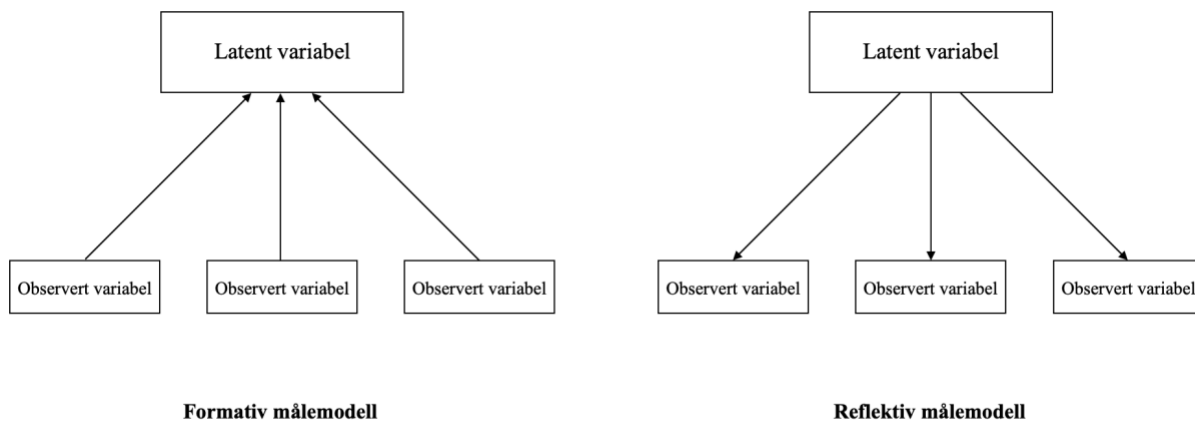 Latent variabel
Latent variabel
Observert variabel
Observert variabel
Observert variabel
Observert variabel
Observert variabel
Observert variabel
Formativ målemodell
Reflektiv målemodell